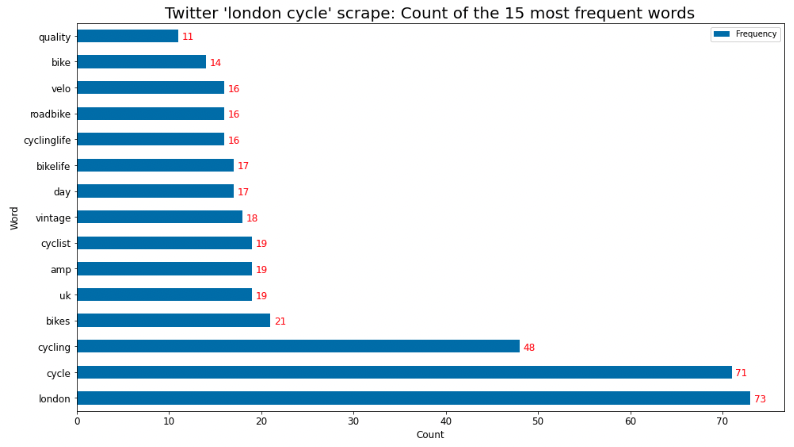 Twitter 'london cycle' scrape: Count of the 15 most frequent words
Frequency
Word
quality 11
bike 14
velo 16
roadbike 16
cyclinglife 16
bikelife 17
day 17
vintage 18
cyclist 19
amp 19
uk 19
bikes 21
cycling 48
cycle 71
london 73
0 10 20 30 40 50 60 70
Count